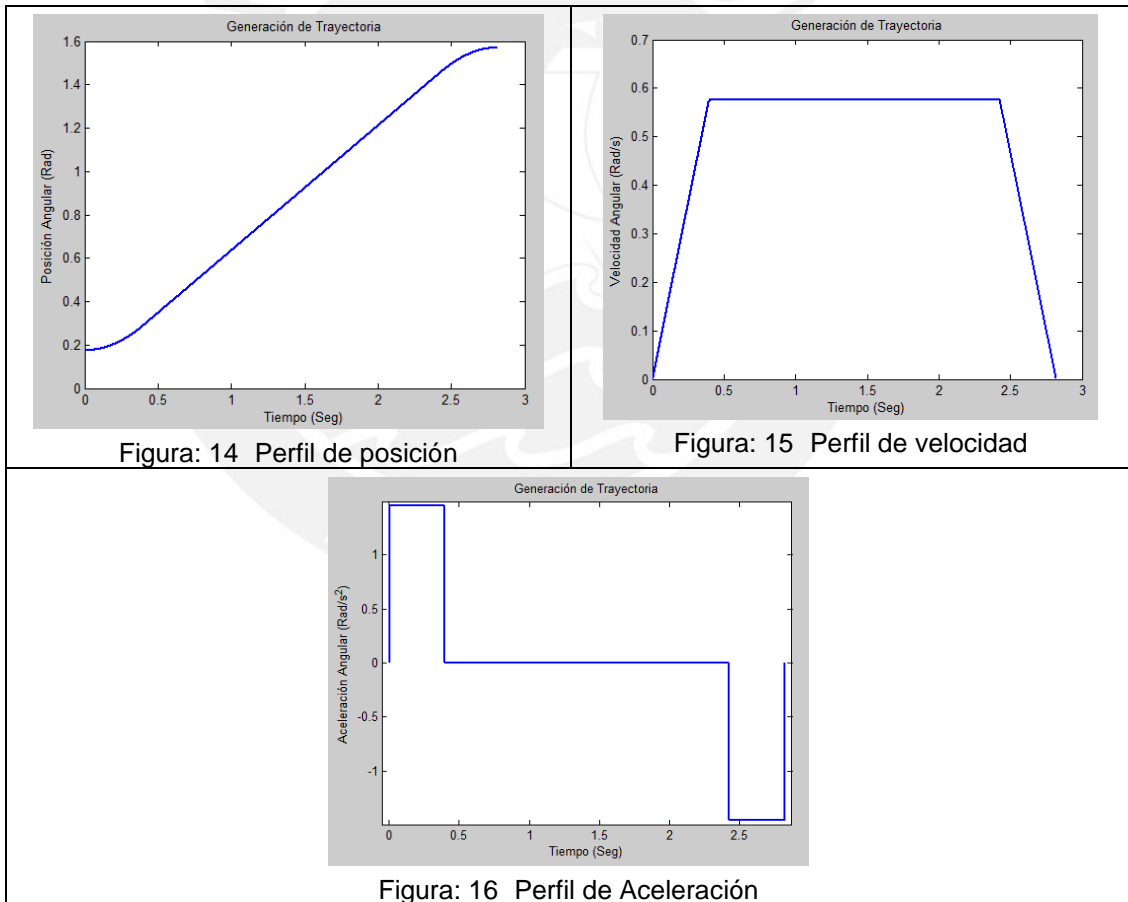 Generación de Trayectoria
1.6
1.4
1.2
1
0.8
0.6
0.4
0.2
0
Posición Angular (Rad)
0 0.5 1 1.5 2 2.5 3
Tiempo (Seg)
Figura: 14 Perfil de posición
Generación de Trayectoria
0.7
0.6
0.5
0.4
0.3
0.2
0.1
0
Velocidad Angular (Rad/s)
0 0.5 1 1.5 2 2.5 3
Tiempo (Seg)
Figura: 15 Perfil de velocidad
Generación de Trayectoria
1
0.5
0
-0.5
-1
Aceleración Angular (Rad/s²)
0 0.5 1 1.5 2 2.5
Tiempo (Seg)
Figura: 16 Perfil de Aceleración